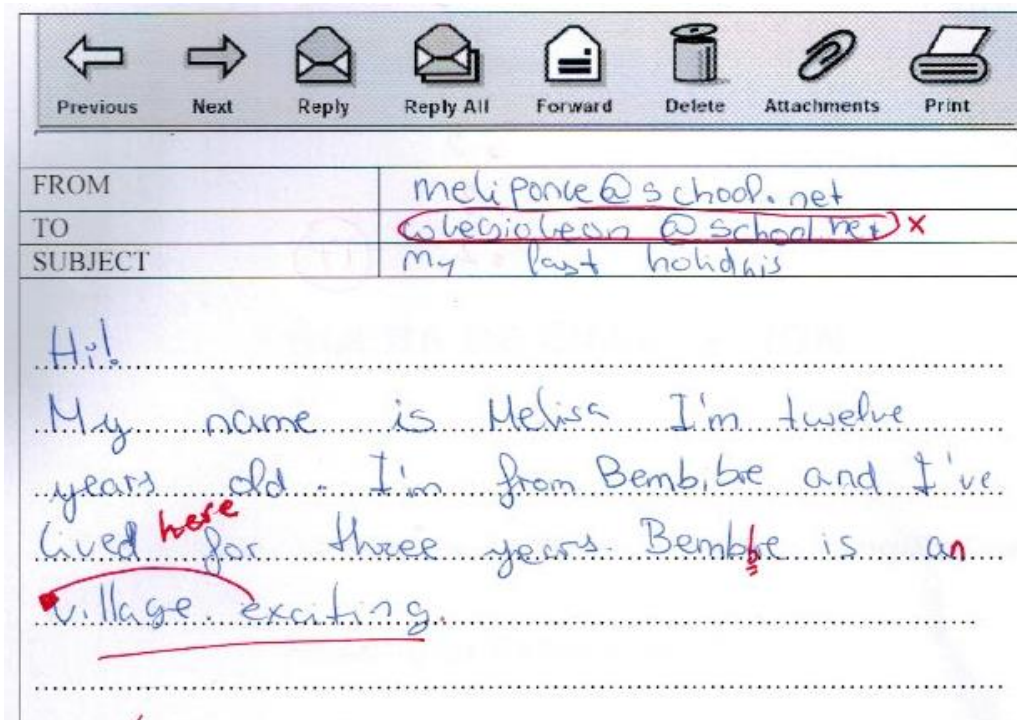 Previous Next Reply Reply All Forward Delete Attachments Print
FROM meliponce@school.net
TO @school.net x
SUBJECT My last holidais
Hi!
My name is Melisa I'm twelve
years old. I'm from Bembibre and I've
lived here for three years. Bembbre is an
village exciting.